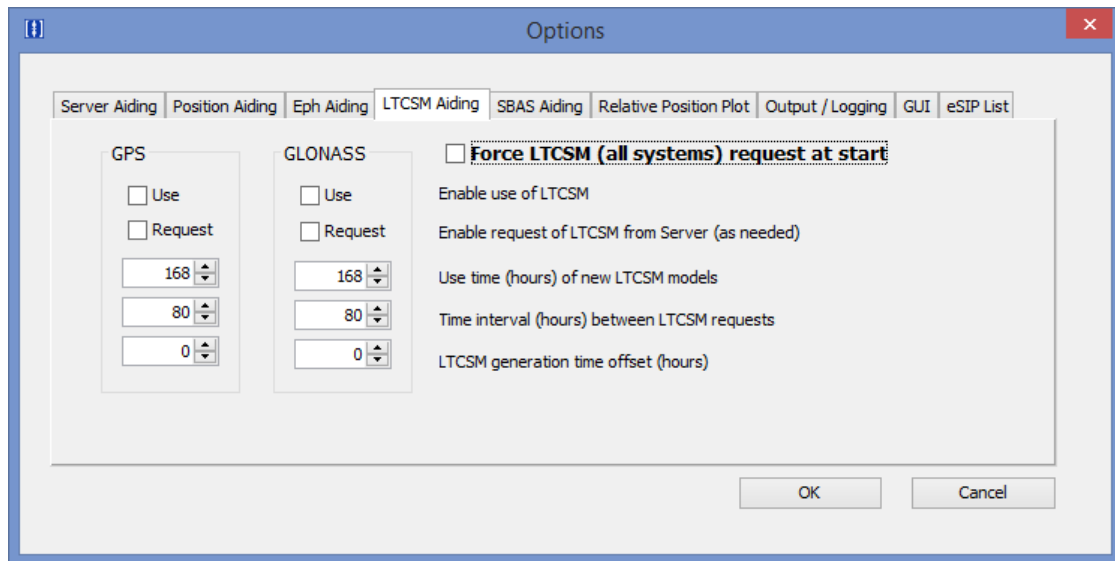 Options
Server Aiding
Position Aiding
Eph Aiding
LTCSM Aiding
SBAS Aiding
Relative Position Plot
Output / Logging
GUI
eSIP List
GPS
GLONASS
Force LTCSM (all systems) request at start
Use
Use
Enable use of LTCSM
Request
Request
Enable request of LTCSM from Server (as needed)
168
168
Use time (hours) of new LTCSM models
80
80
Time interval (hours) between LTCSM requests
0
0
LTCSM generation time offset (hours)
OK
Cancel